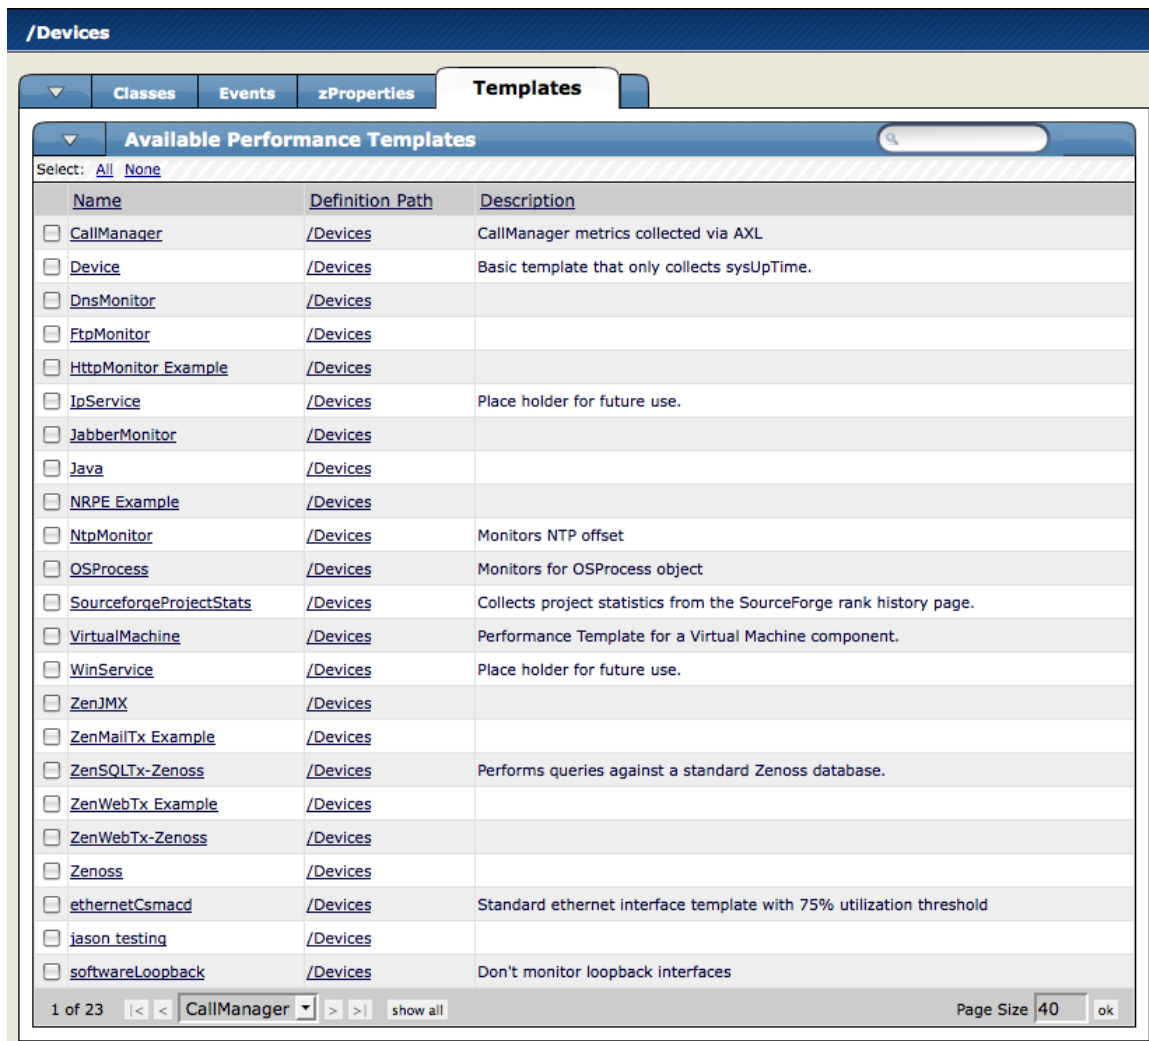 /Devices
Classes Events zProperties Templates
Available Performance Templates
Select: All None
Name Definition Path Description
CallManager /Devices CallManager metrics collected via AXL
Device /Devices Basic template that only collects sysUpTime.
DnsMonitor /Devices
FtpMonitor /Devices
HttpMonitor Example /Devices
IpService /Devices Place holder for future use.
JabberMonitor /Devices
Java /Devices
NRPE Example /Devices
NtpMonitor /Devices Monitors NTP offset
OSProcess /Devices Monitors for OSProcess object
SourceforgeProjectStats /Devices Collects project statistics from the SourceForge rank history page.
VirtualMachine /Devices Performance Template for a Virtual Machine component.
WinService /Devices Place holder for future use.
ZenJMX /Devices
ZenMailTx Example /Devices
ZenSQLTx-Zenoss /Devices Performs queries against a standard Zenoss database.
ZenWebTx Example /Devices
ZenWebTx-Zenoss /Devices
Zenoss /Devices
ethernetCsmacd /Devices Standard ethernet interface template with 75% utilization threshold
jason testing /Devices
softwareLoopback /Devices Don't monitor loopback interfaces
1 of 23 |< < CallManager > >| show all Page Size 40 ok